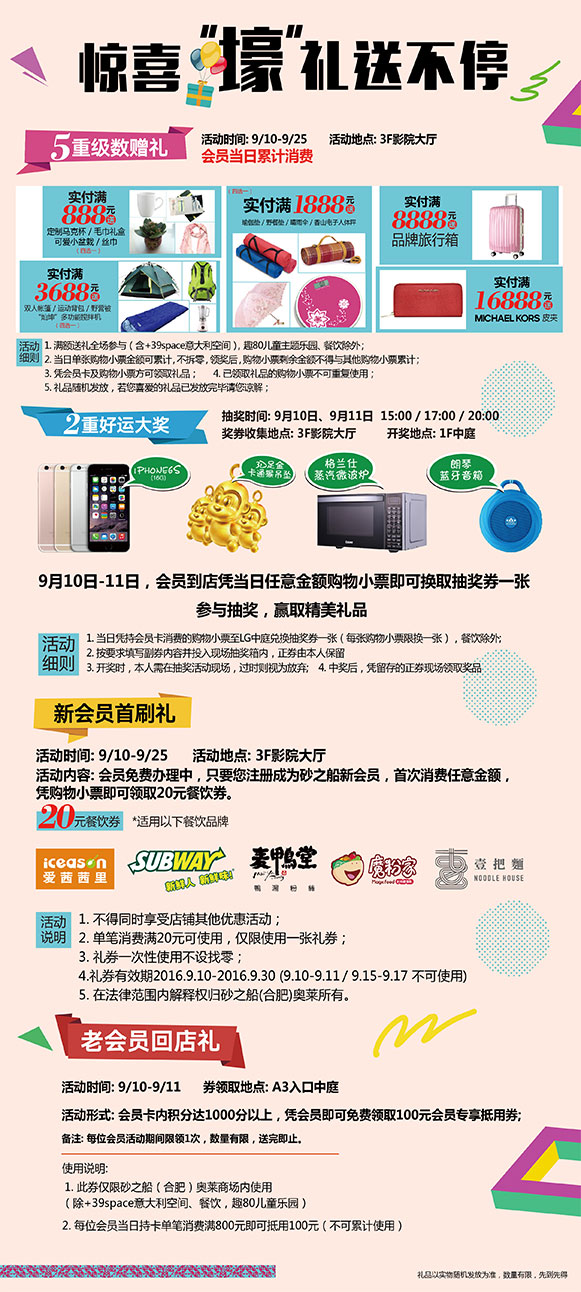 惊喜“壕”礼送不停
5重级数赠礼
活动时间: 9/10-9/25 活动地点: 3F影院大厅
会员当日累计消费
实付满
888元送
定制马克杯 / 毛巾礼盒
可爱小盆栽 / 丝巾
(四选一)
(四选一)
实付满1888元送
瑜伽垫 / 野餐垫 / 晴雨伞 / 香山电子人体秤
实付满
8888元送
品牌旅行箱
实付满
3688元送
双人帐篷 / 运动背包 / 野营被
“灿坤”多功能搅拌机
(四选一)
实付满
16888元送
MICHAEL KORS 皮夹
活动细则
1. 满额送礼全场参与（含+39space意大利空间），趣80儿童主题乐园、餐饮除外；
2. 当日单张购物小票金额可累计，不拆零，领奖后，购物小票剩余金额不得与其他购物小票累计；
3. 凭会员卡及购物小票方可领取礼品； 4. 已领取礼品的购物小票不可重复使用；
5. 礼品随机发放，若您喜爱的礼品已发放完毕请您谅解；
2重好运大奖
抽奖时间: 9月10日、9月11日 15:00 / 17:00 / 20:00
奖券收集地点: 3F影院大厅 开奖地点: 1F中庭
IPHONE6S
(16G)
卡通猴吊坠
格兰仕
蒸汽微波炉
朗琴
蓝牙音箱
9月10日-11日，会员到店凭当日任意金额购物小票即可换取抽奖券一张
参与抽奖，赢取精美礼品
活动
细则
1. 当日凭持会员卡消费的购物小票至LG中庭兑换抽奖券一张（每张购物小票限换一张），餐饮除外;
2. 按要求填写副券内容并投入现场抽奖箱内，正券由本人保留
3. 开奖时，本人需在抽奖活动现场，过时则视为放弃; 4. 中奖后，凭留存的正券现场领取奖品
新会员首刷礼
活动时间: 9/10-9/25 活动地点: 3F影院大厅
活动内容: 会员免费办理中，只要您注册成为砂之船新会员，首次消费任意金额，
凭购物小票即可领取20元餐饮券。
20元餐饮券 *适用以下餐饮品牌
iceason
爱茜茜里
SUBWAY
新鲜人 新鲜味!
麦鸭堂
鸭湯粉絲
魔粉家
Magicfood
壹把麵
NOODLE HOUSE
活动
说明
1. 不得同时享受店铺其他优惠活动；
2. 单笔消费满20元可使用，仅限使用一张礼券；
3. 礼券一次性使用不设找零；
4.礼券有效期2016.9.10-2016.9.30 (9.10-9.11 / 9.15-9.17 不可使用)
5. 在法律范围内解释权归砂之船(合肥)奥莱所有。
老会员回店礼
活动时间: 9/10-9/11 券领取地点: A3入口中庭
活动形式: 会员卡内积分达1000分以上，凭会员即可免费领取100元会员专享抵用券;
备注: 每位会员活动期间限领1次，数量有限，送完即止。
使用说明:
1. 此券仅限砂之船（合肥）奥莱商场内使用
（除+39space意大利空间、餐饮，趣80儿童乐园）
2. 每位会员当日持卡单笔消费满800元即可抵用100元（不可累计使用）
礼品以实物随机发放为准，数量有限，先到先得